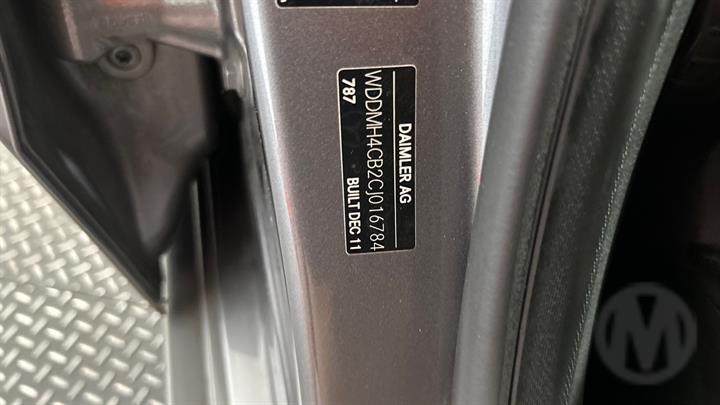 DAIMLER AG
WDDMH4CB2CJ016784
787 BUILT DEC 11
M